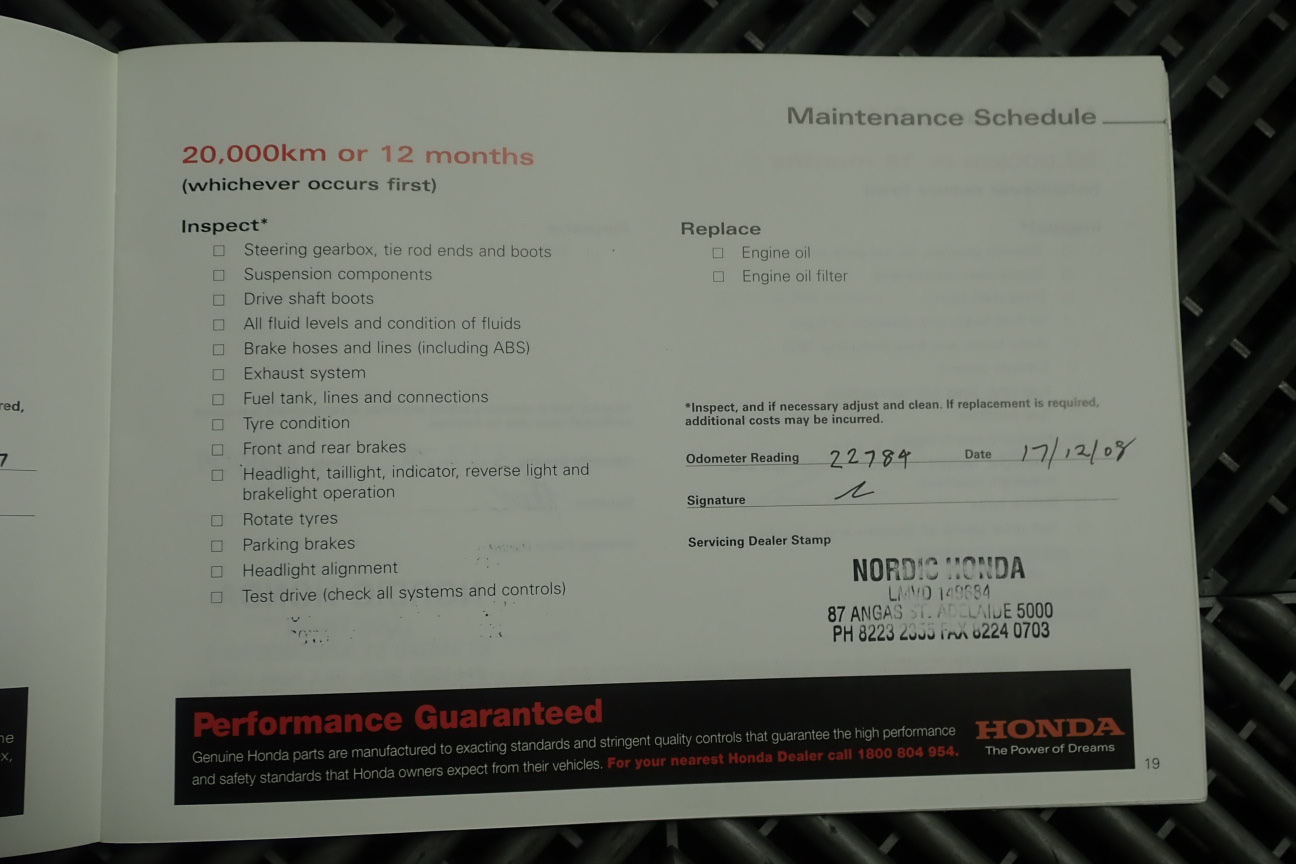 Maintenance Schedule
20,000km or 12 months
(whichever occurs first)
Inspect*
Steering gearbox, tie rod ends and boots
Suspension components
Drive shaft boots
All fluid levels and condition of fluids
Brake hoses and lines (including ABS)
Exhaust system
Fuel tank, lines and connections
Tyre condition
Front and rear brakes
Headlight, taillight, indicator, reverse light and
brakelight operation
Rotate tyres
Parking brakes
Headlight alignment
Test drive (check all systems and controls)
Replace
Engine oil
Engine oil filter
*Inspect, and if necessary adjust and clean. If replacement is required,
additional costs may be incurred.
Odometer Reading 22784 Date 17/12/08
Signature
Servicing Dealer Stamp
NORDIC HONDA
87 ANGAS ST. ADELAIDE 5000
PH 8223 FAX 8224 0703
Performance Guaranteed
Genuine Honda parts are manufactured to exacting standards and stringent quality controls that guarantee the high performance
and safety standards that Honda owners expect from their vehicles. For your nearest Honda Dealer call 1800 804 954.
HONDA
The Power of Dreams
19
red,
7